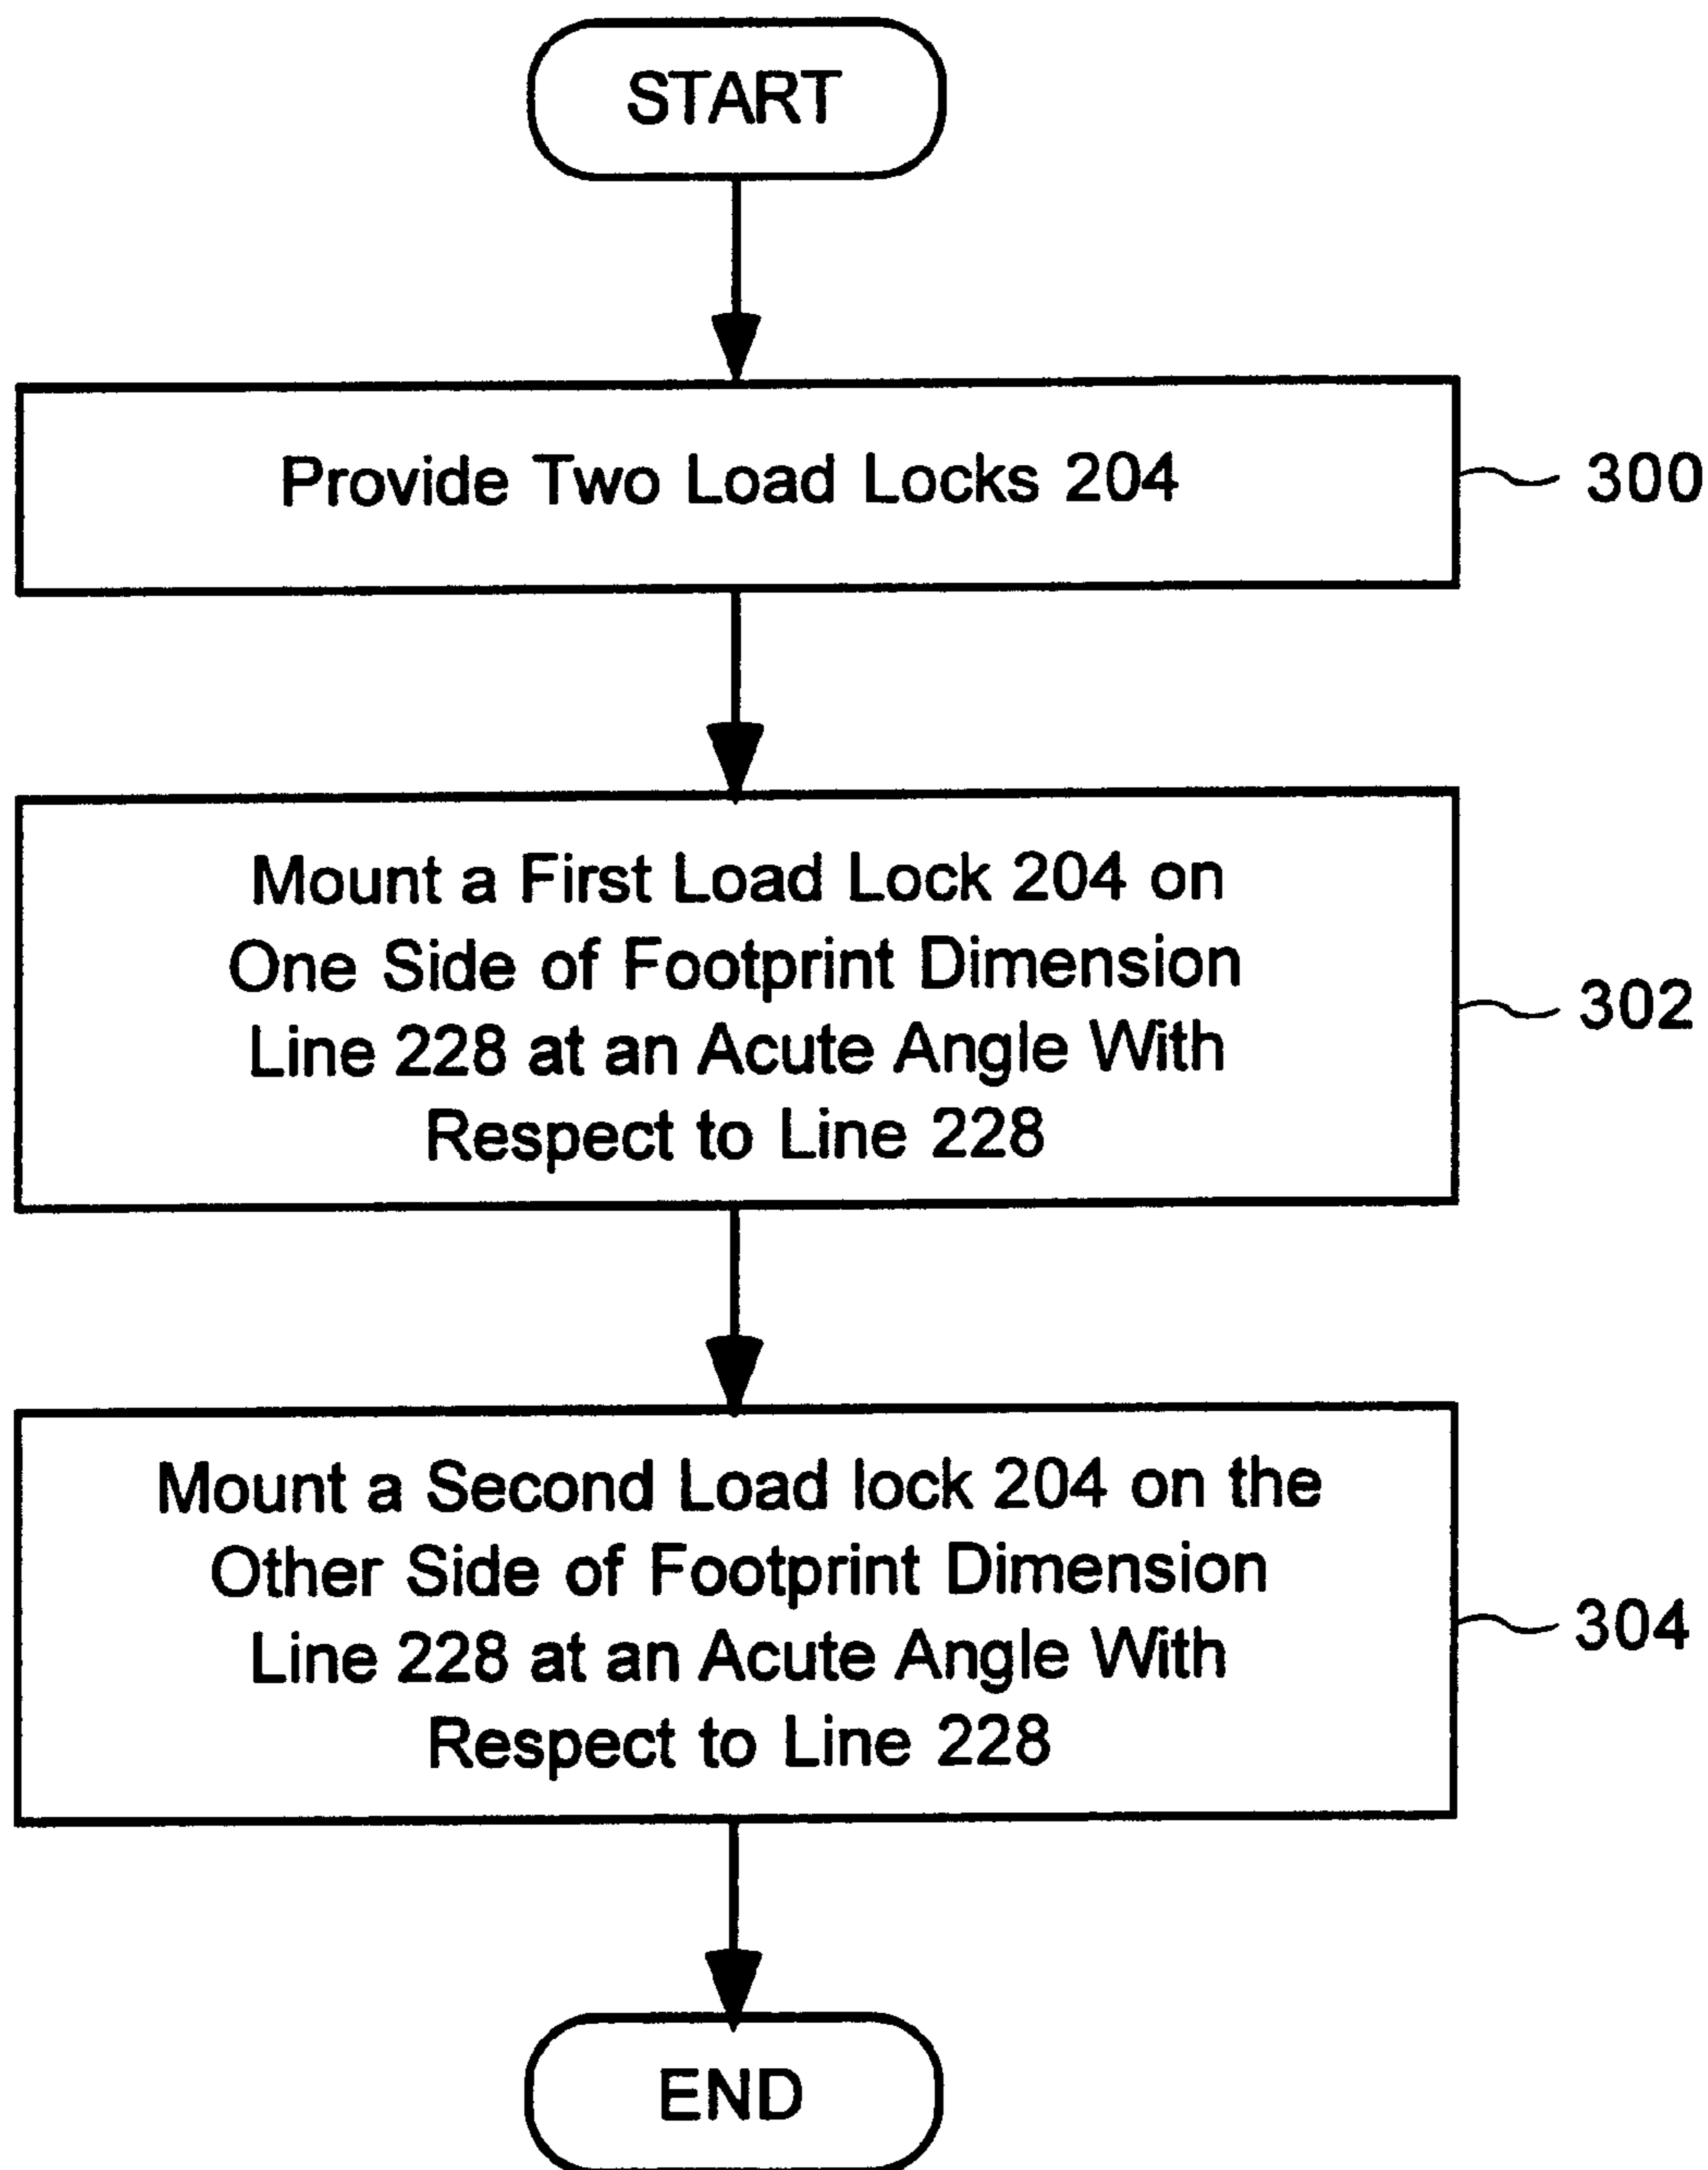 START
Provide Two Load Locks 204
300
Mount a First Load Lock 204 on
One Side of Footprint Dimension
Line 228 at an Acute Angle With
Respect to Line 228
302
Mount a Second Load lock 204 on the
Other Side of Footprint Dimension
Line 228 at an Acute Angle With
Respect to Line 228
304
END